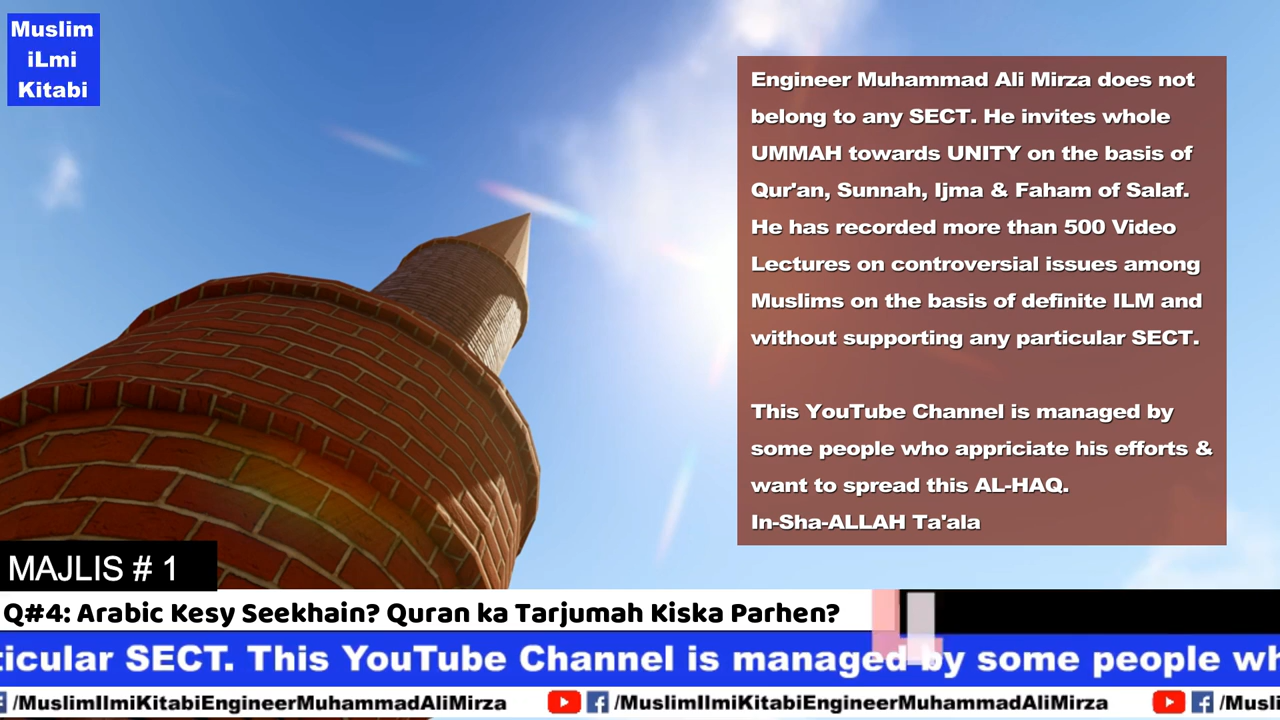 Muslim
iLmi
Kitabi
Engineer Muhammad Ali Mirza does not
belong to any SECT. He invites whole
UMMAH towards UNITY on the basis of
Qur'an, Sunnah, Ijma & Faham of Salaf.
He has recorded more than 500 Video
Lectures on controversial issues among
Muslims on the basis of definite ILM and
without supporting any particular SECT.
This YouTube Channel is managed by
some people who appriciate his efforts &
want to spread this AL-HAQ.
In-Sha-ALLAH Ta'ala
MAJLIS # 1
Q#4: Arabic Kesy Seekhain? Quran ka Tarjumah Kiska Parhen?
ticular SECT. This YouTube Channel is managed by some people wh
/MuslimIlmiKitabiEngineerMuhammadAliMirza /MuslimIlmiKitabiEngineerMuhammadAliMirza /Musli